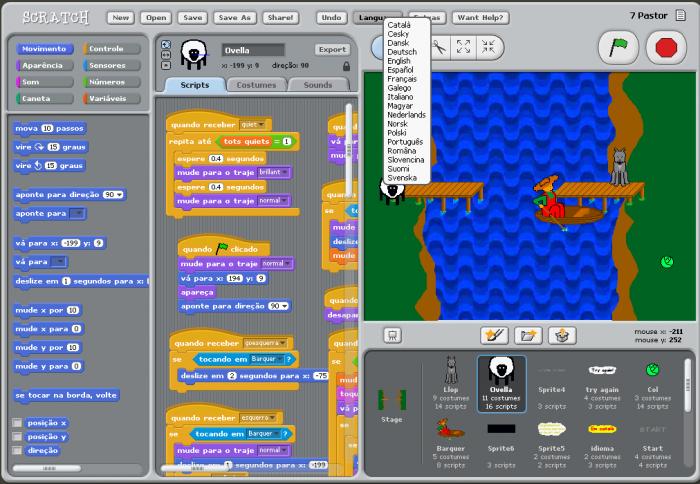 SCRATCH
New
Open
Save
Save As
Share!
Undo
Extras
Want Help?
7 Pastor
Català
Cesky
Dansk
Deutsch
English
Español
Français
Galego
Italiano
Magyar
Nederlands
Norsk
Polski
Português
Româna
Slovencina
Suomi
Svenska
Movimento
Controle
Aparência
Sensores
Som
Números
Caneta
Variáveis
Ovella
Export
x: -199 y: 9 direção: 90
Scripts
Costumes
Sounds
mova 10 passos
vire 15 graus
vire 15 graus
aponte para direção 90
aponte para
vá para x: -199 y: 9
vá para
deslize em 1 segundos para x:
mude x por 10
mude x para 0
mude y por 10
mude y para 0
se tocar na borda, volte
posição x
posição y
direção
quando receber quiet
repita até tots quiets = 1
espere 0.4 segundos
mude para o traje brillant
espere 0.4 segundos
mude para o traje normal
quando clicado
mude para o traje normal
vá para x: 194 y: 9
apareça
aponte para direção 90
quando receber
se tocando em Barquer ?
deslize em 2 segundos para x: -75
quando receber esquerra
se tocando em Barquer ?
mude para o traje normal
deslize em 1 segundos para x: -199
mouse x: -211
mouse y: 252
Stage
Llop
9 costumes
14 scripts
Ovella
11 costumes
16 scripts
Sprite4
3 scripts
Try again!
try again
4 costumes
3 scripts
Col
3 costumes
14 scripts
Barquer
5 costumes
8 scripts
Sprite6
3 scripts
Sprite5
2 costumes
2 scripts
En català
idioma
2 costumes
3 scripts
START
Start
4 costumes
4 scripts